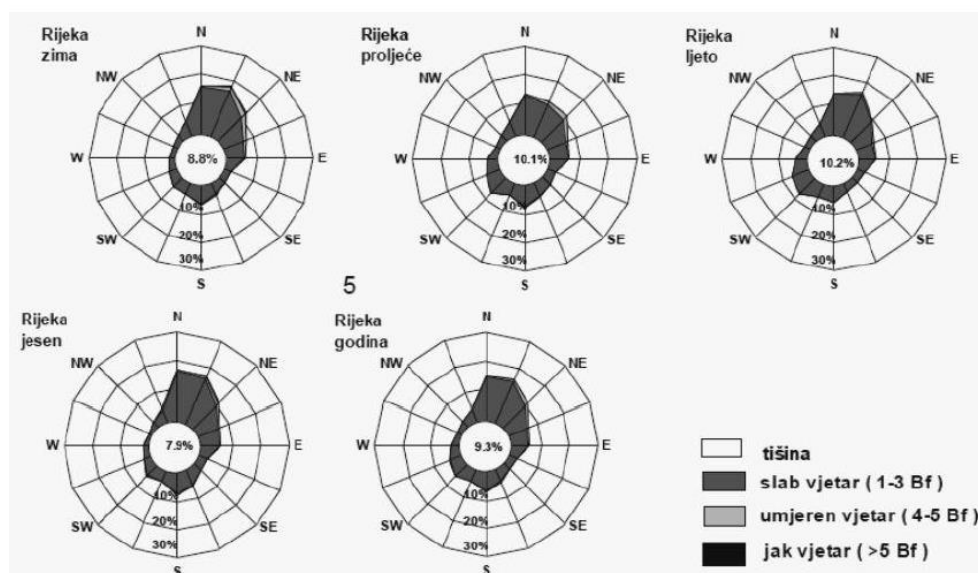 Rijeka
zima
N
NE
E
SE
S
SW
W
NW
8.8%
10%
20%
30%
Rijeka
proljeće
N
NE
E
SE
S
SW
W
NW
10.1%
10%
20%
30%
Rijeka
ljeto
N
NE
E
SE
S
SW
W
NW
10.2%
10%
20%
30%
5
Rijeka
jesen
N
NE
E
SE
S
SW
W
NW
7.9%
10%
20%
30%
Rijeka
godina
N
NE
E
SE
S
SW
W
NW
9.3%
10%
20%
30%
tišina
slab vjetar ( 1-3 Bf )
umjeren vjetar ( 4-5 Bf )
jak vjetar ( >5 Bf )